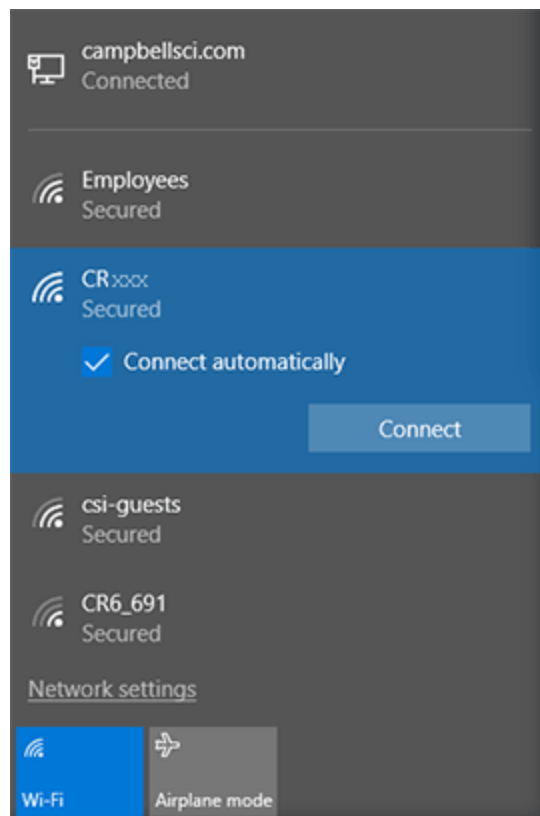 campbellsci.com
Connected
Employees
Secured
CRxxx
Secured
Connect automatically
Connect
csi-guests
Secured
CR6_691
Secured
Network settings
Wi-Fi
Airplane mode